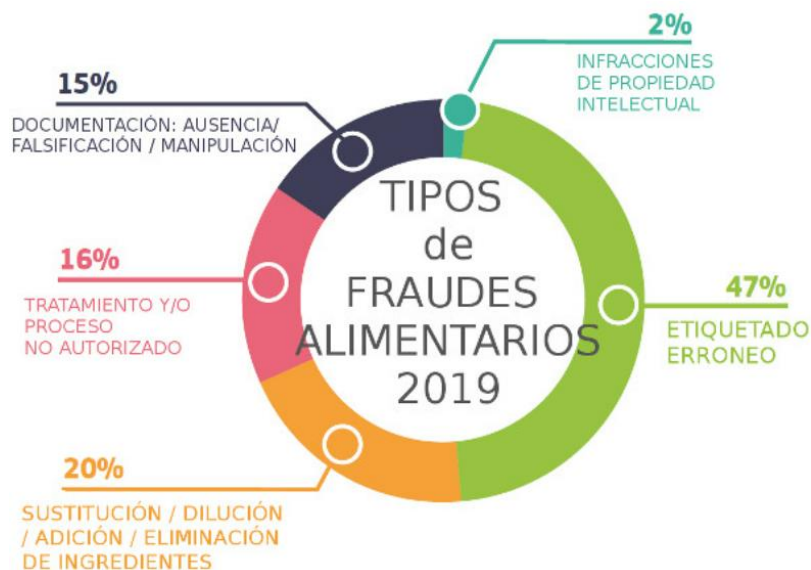 2%
INFRACCIONES
DE PROPIEDAD
INTELECTUAL
15%
DOCUMENTACIÓN: AUSENCIA/
FALSIFICACIÓN / MANIPULACIÓN
TIPOS
de
FRAUDES
ALIMENTARIOS
2019
16%
TRATAMIENTO Y/O
PROCESO
NO AUTORIZADO
47%
ETIQUETADO
ERRONEO
20%
SUSTITUCIÓN / DILUCIÓN
/ ADICIÓN / ELIMINACIÓN
DE INGREDIENTES